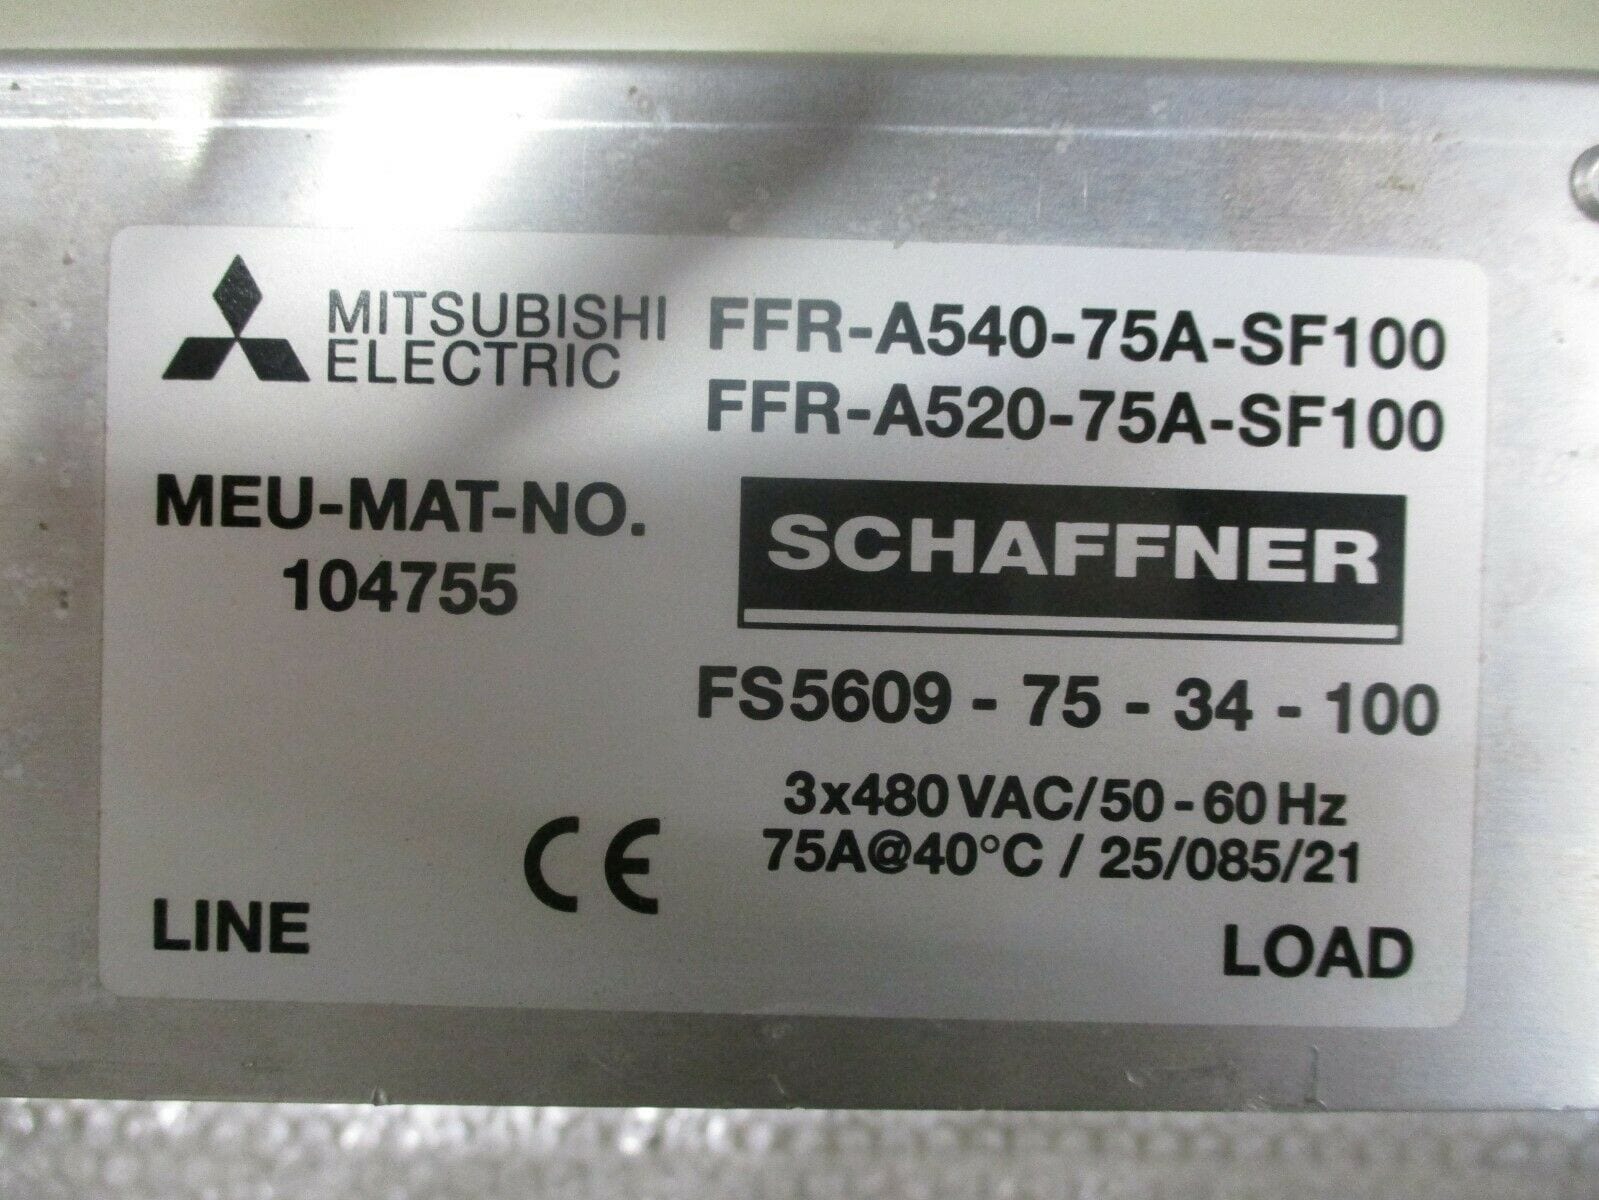 MITSUBISHI
ELECTRIC
FFR-A540-75A-SF100
FFR-A520-75A-SF100
MEU-MAT-NO.
104755
SCHAFFNER
FS5609 - 75 - 34 - 100
3x480 VAC/50 - 60 Hz
75A@40°C / 25/085/21
CE
LINE
LOAD